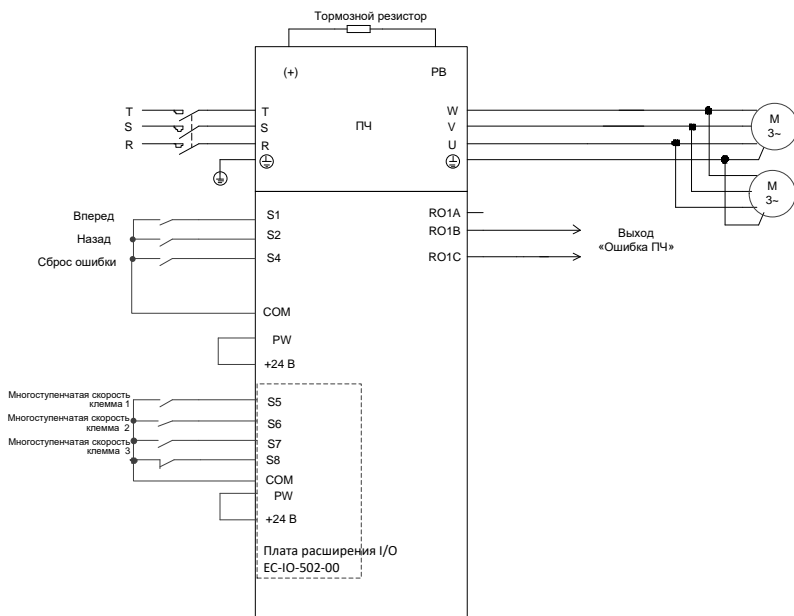 Тормозной резистор
(+)
PB
T
T
W
S
S
ПЧ
V
R
R
U
M
3~
M
3~
Вперед
S1
RO1A
Назад
S2
RO1B
Выход
«Ошибка ПЧ»
Сброс ошибки
S4
RO1C
COM
PW
+24 В
Многоступенчатая скорость
клемма 1
S5
Многоступенчатая скорость
клемма 2
S6
Многоступенчатая скорость
клемма 3
S7
S8
COM
PW
+24 В
Плата расширения I/O
EC-IO-502-00